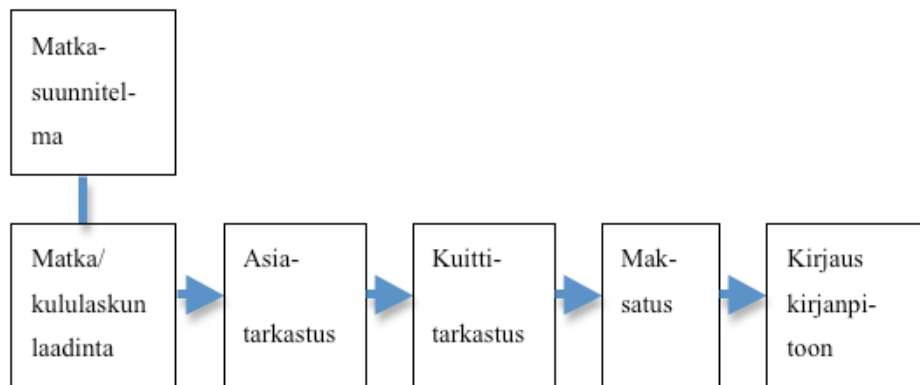 Matka-
suunnitel-
ma
Matka/
kululaskun
laadinta
Asia-
tarkastus
Kuitti-
tarkastus
Mak-
satus
Kirjaus
kirjanpi-
toon